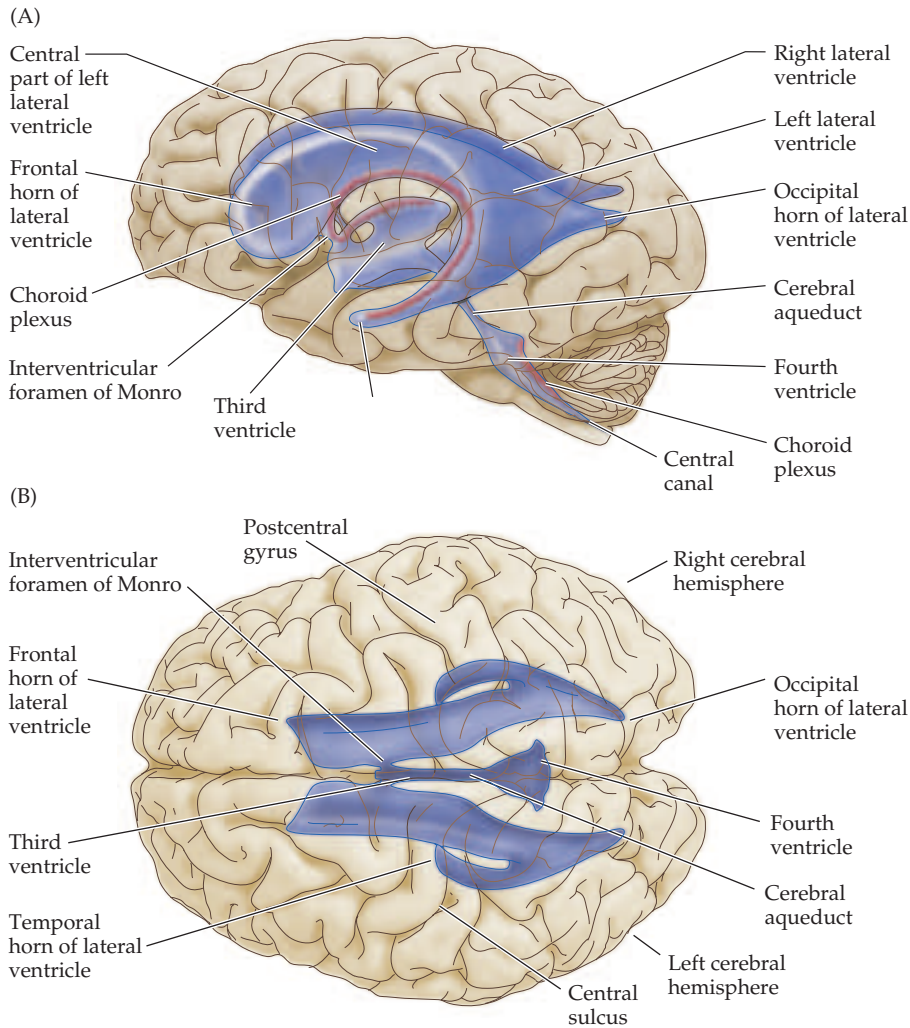 (A)
Central
part of left
lateral
ventricle
Frontal
horn of
lateral
ventricle
Choroid
plexus
Interventricular
foramen of Monro
Third
ventricle
Right lateral
ventricle
Left lateral
ventricle
Occipital
horn of lateral
ventricle
Cerebral
aqueduct
Fourth
ventricle
Choroid
plexus
Central
canal
(B)
Postcentral
gyrus
Interventricular
foramen of Monro
Frontal
horn of
lateral
ventricle
Third
ventricle
Temporal
horn of lateral
ventricle
Right cerebral
hemisphere
Occipital
horn of lateral
ventricle
Fourth
ventricle
Cerebral
aqueduct
Left cerebral
hemisphere
Central
sulcus